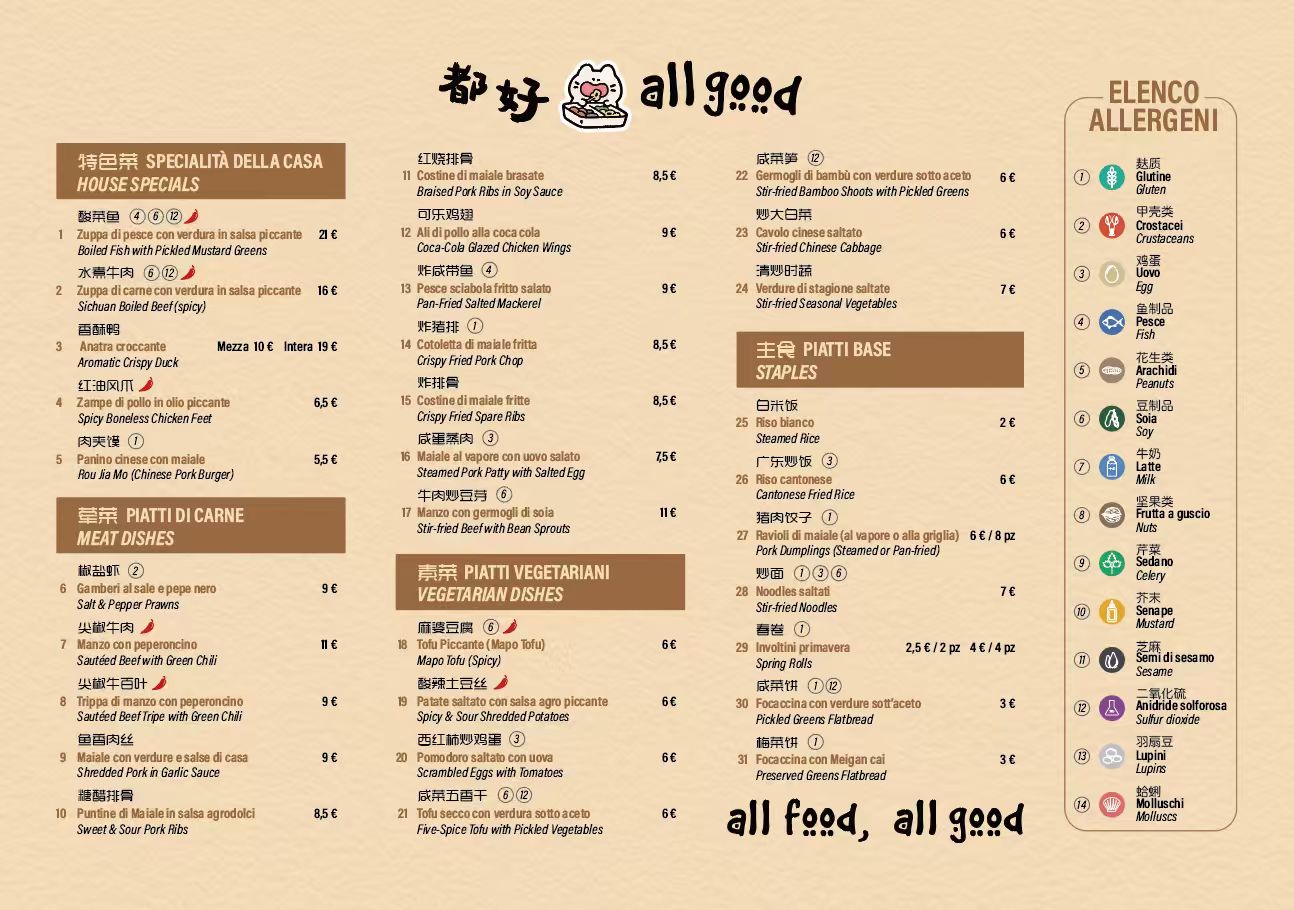 都好 all good
特色菜 SPECIALITÀ DELLA CASA
HOUSE SPECIALS
酸菜鱼 4 6 12
1 Zuppa di pesce con verdura in salsa piccante 21 €
Boiled Fish with Pickled Mustard Greens
水煮牛肉 6 12
2 Zuppa di carne con verdura in salsa piccante 16 €
Sichuan Boiled Beef (spicy)
香酥鸭
3 Anatra croccante Mezza 10 € Intera 19 €
Aromatic Crispy Duck
红油凤爪
4 Zampe di pollo in olio piccante 6,5 €
Spicy Boneless Chicken Feet
肉夹馍 1
5 Panino cinese con maiale 5,5 €
Rou Jia Mo (Chinese Pork Burger)
荤菜 PIATTI DI CARNE
MEAT DISHES
椒盐虾 2
6 Gamberi al sale e pepe nero 9 €
Salt & Pepper Prawns
尖椒牛肉
7 Manzo con peperoncino 11 €
Sautéed Beef with Green Chili
尖椒牛百叶
8 Trippa di manzo con peperoncino 9 €
Sautéed Beef Tripe with Green Chili
鱼香肉丝
9 Maiale con verdure e salse di casa 9 €
Shredded Pork in Garlic Sauce
糖醋排骨
10 Puntine di Maiale in salsa agrodolci 8,5 €
Sweet & Sour Pork Ribs
红烧排骨
11 Costine di maiale brasate 8,5 €
Braised Pork Ribs in Soy Sauce
可乐鸡翅
12 Ali di pollo alla coca cola 9 €
Coca-Cola Glazed Chicken Wings
炸咸带鱼 4
13 Pesce sciabola fritto salato 9 €
Pan-Fried Salted Mackerel
炸猪排 1
14 Cotoletta di maiale fritta 8,5 €
Crispy Fried Pork Chop
炸排骨
15 Costine di maiale fritte 8,5 €
Crispy Fried Spare Ribs
咸蛋蒸肉 3
16 Maiale al vapore con uovo salato 7,5 €
Steamed Pork Patty with Salted Egg
牛肉炒豆芽 6
17 Manzo con germogli di soia 11 €
Stir-fried Beef with Bean Sprouts
素菜 PIATTI VEGETARIANI
VEGETARIAN DISHES
麻婆豆腐 6
18 Tofu Piccante (Mapo Tofu) 6 €
Mapo Tofu (Spicy)
酸辣土豆丝
19 Patate saltato con salsa agro piccante 6 €
Spicy & Sour Shredded Potatoes
西红柿炒鸡蛋 3
20 Pomodoro saltato con uova 6 €
Scrambled Eggs with Tomatoes
咸菜五香干 6 12
21 Tofu secco con verdura sotto aceto 6 €
Five-Spice Tofu with Pickled Vegetables
咸菜笋 12
22 Germogli di bambù con verdure sotto aceto 6 €
Stir-fried Bamboo Shoots with Pickled Greens
炒大白菜
23 Cavolo cinese saltato 6 €
Stir-fried Chinese Cabbage
清炒时蔬
24 Verdure di stagione saltate 7 €
Stir-fried Seasonal Vegetables
主食 PIATTI BASE
STAPLES
白米饭
25 Riso bianco 2 €
Steamed Rice
广东炒饭 3
26 Riso cantonese 6 €
Cantonese Fried Rice
猪肉饺子 1
27 Ravioli di maiale (al vapore o alla griglia) 6 € / 8 pz
Pork Dumplings (Steamed or Pan-fried)
炒面 1 3 6
28 Noodles saltati 7 €
Stir-fried Noodles
春卷 1
29 Involtini primavera 2,5 € / 2 pz 4 € / 4 pz
Spring Rolls
咸菜饼 1 12
30 Focaccina con verdure sott'aceto 3 €
Pickled Greens Flatbread
梅菜饼 1
31 Focaccina con Meigan cai 3 €
Preserved Greens Flatbread
all food, all good
ELENCO
ALLERGENI
麸质
1 Glutine
Gluten
甲壳类
2 Crostacei
Crustaceans
鸡蛋
3 Uovo
Egg
鱼制品
4 Pesce
Fish
花生类
5 Arachidi
Peanuts
豆制品
6 Soia
Soy
牛奶
7 Latte
Milk
坚果类
8 Frutta a guscio
Nuts
芹菜
9 Sedano
Celery
芥末
10 Senape
Mustard
芝麻
11 Semi di sesamo
Sesame
二氧化硫
12 Anidride solforosa
Sulfur dioxide
羽扇豆
13 Lupini
Lupins
蛤蜊
14 Molluschi
Molluscs